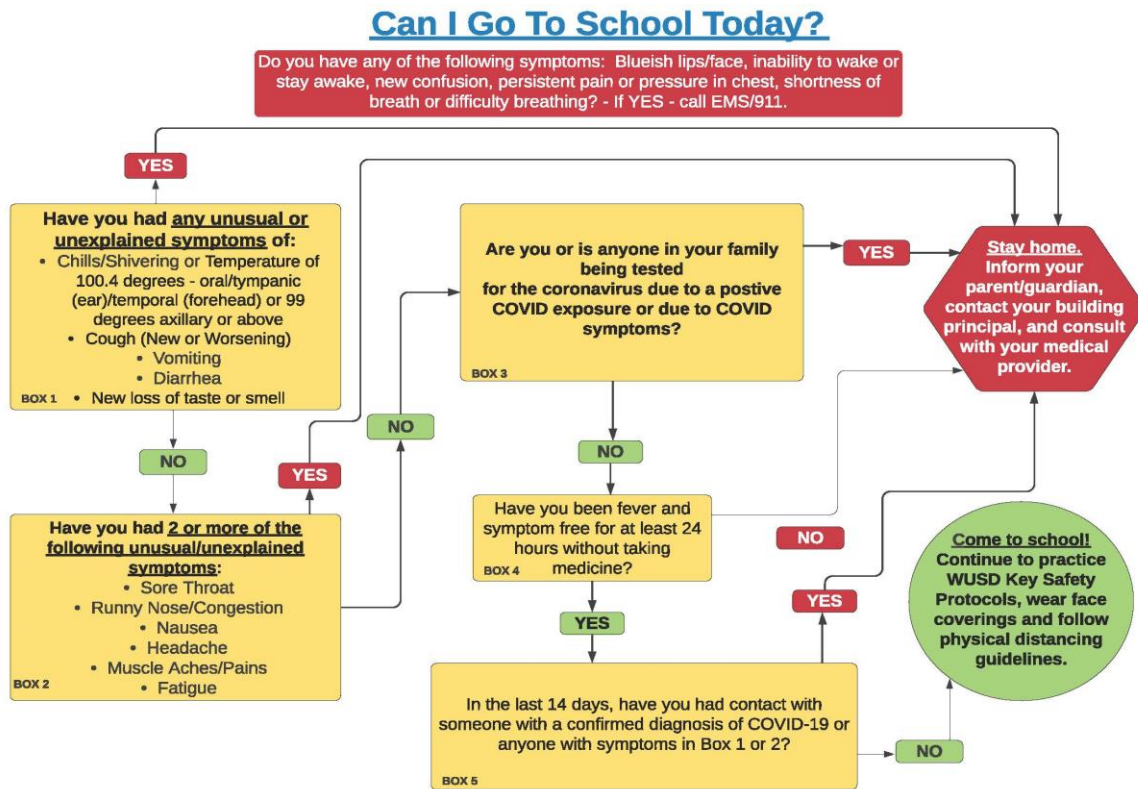 Can I Go To School Today?
Do you have any of the following symptoms: Blueish lips/face, inability to wake or
stay awake, new confusion, persistent pain or pressure in chest, shortness of
breath or difficulty breathing? - If YES - call EMS/911.
YES
Have you had any unusual or
unexplained symptoms of:
• Chills/Shivering or Temperature of
100.4 degrees - oral/tympanic
(ear)/temporal (forehead) or 99
degrees axillary or above
• Cough (New or Worsening)
• Vomiting
• Diarrhea
• New loss of taste or smell
BOX 1
NO
YES
Have you had 2 or more of the
following unusual/unexplained
symptoms:
• Sore Throat
• Runny Nose/Congestion
• Nausea
• Headache
• Muscle Aches/Pains
• Fatigue
BOX 2
NO
Are you or is anyone in your family
being tested
for the coronavirus due to a postive
COVID exposure or due to COVID
symptoms?
BOX 3
YES
NO
Have you been fever and
symptom free for at least 24
hours without taking
medicine?
BOX 4
NO
YES
In the last 14 days, have you had contact with
someone with a confirmed diagnosis of COVID-19 or
anyone with symptoms in Box 1 or 2?
BOX 5
YES
NO
Stay home.
Inform your
parent/guardian,
contact your building
principal, and consult
with your medical
provider.
Come to school!
Continue to practice
WUSD Key Safety
Protocols, wear face
coverings and follow
physical distancing
guidelines.